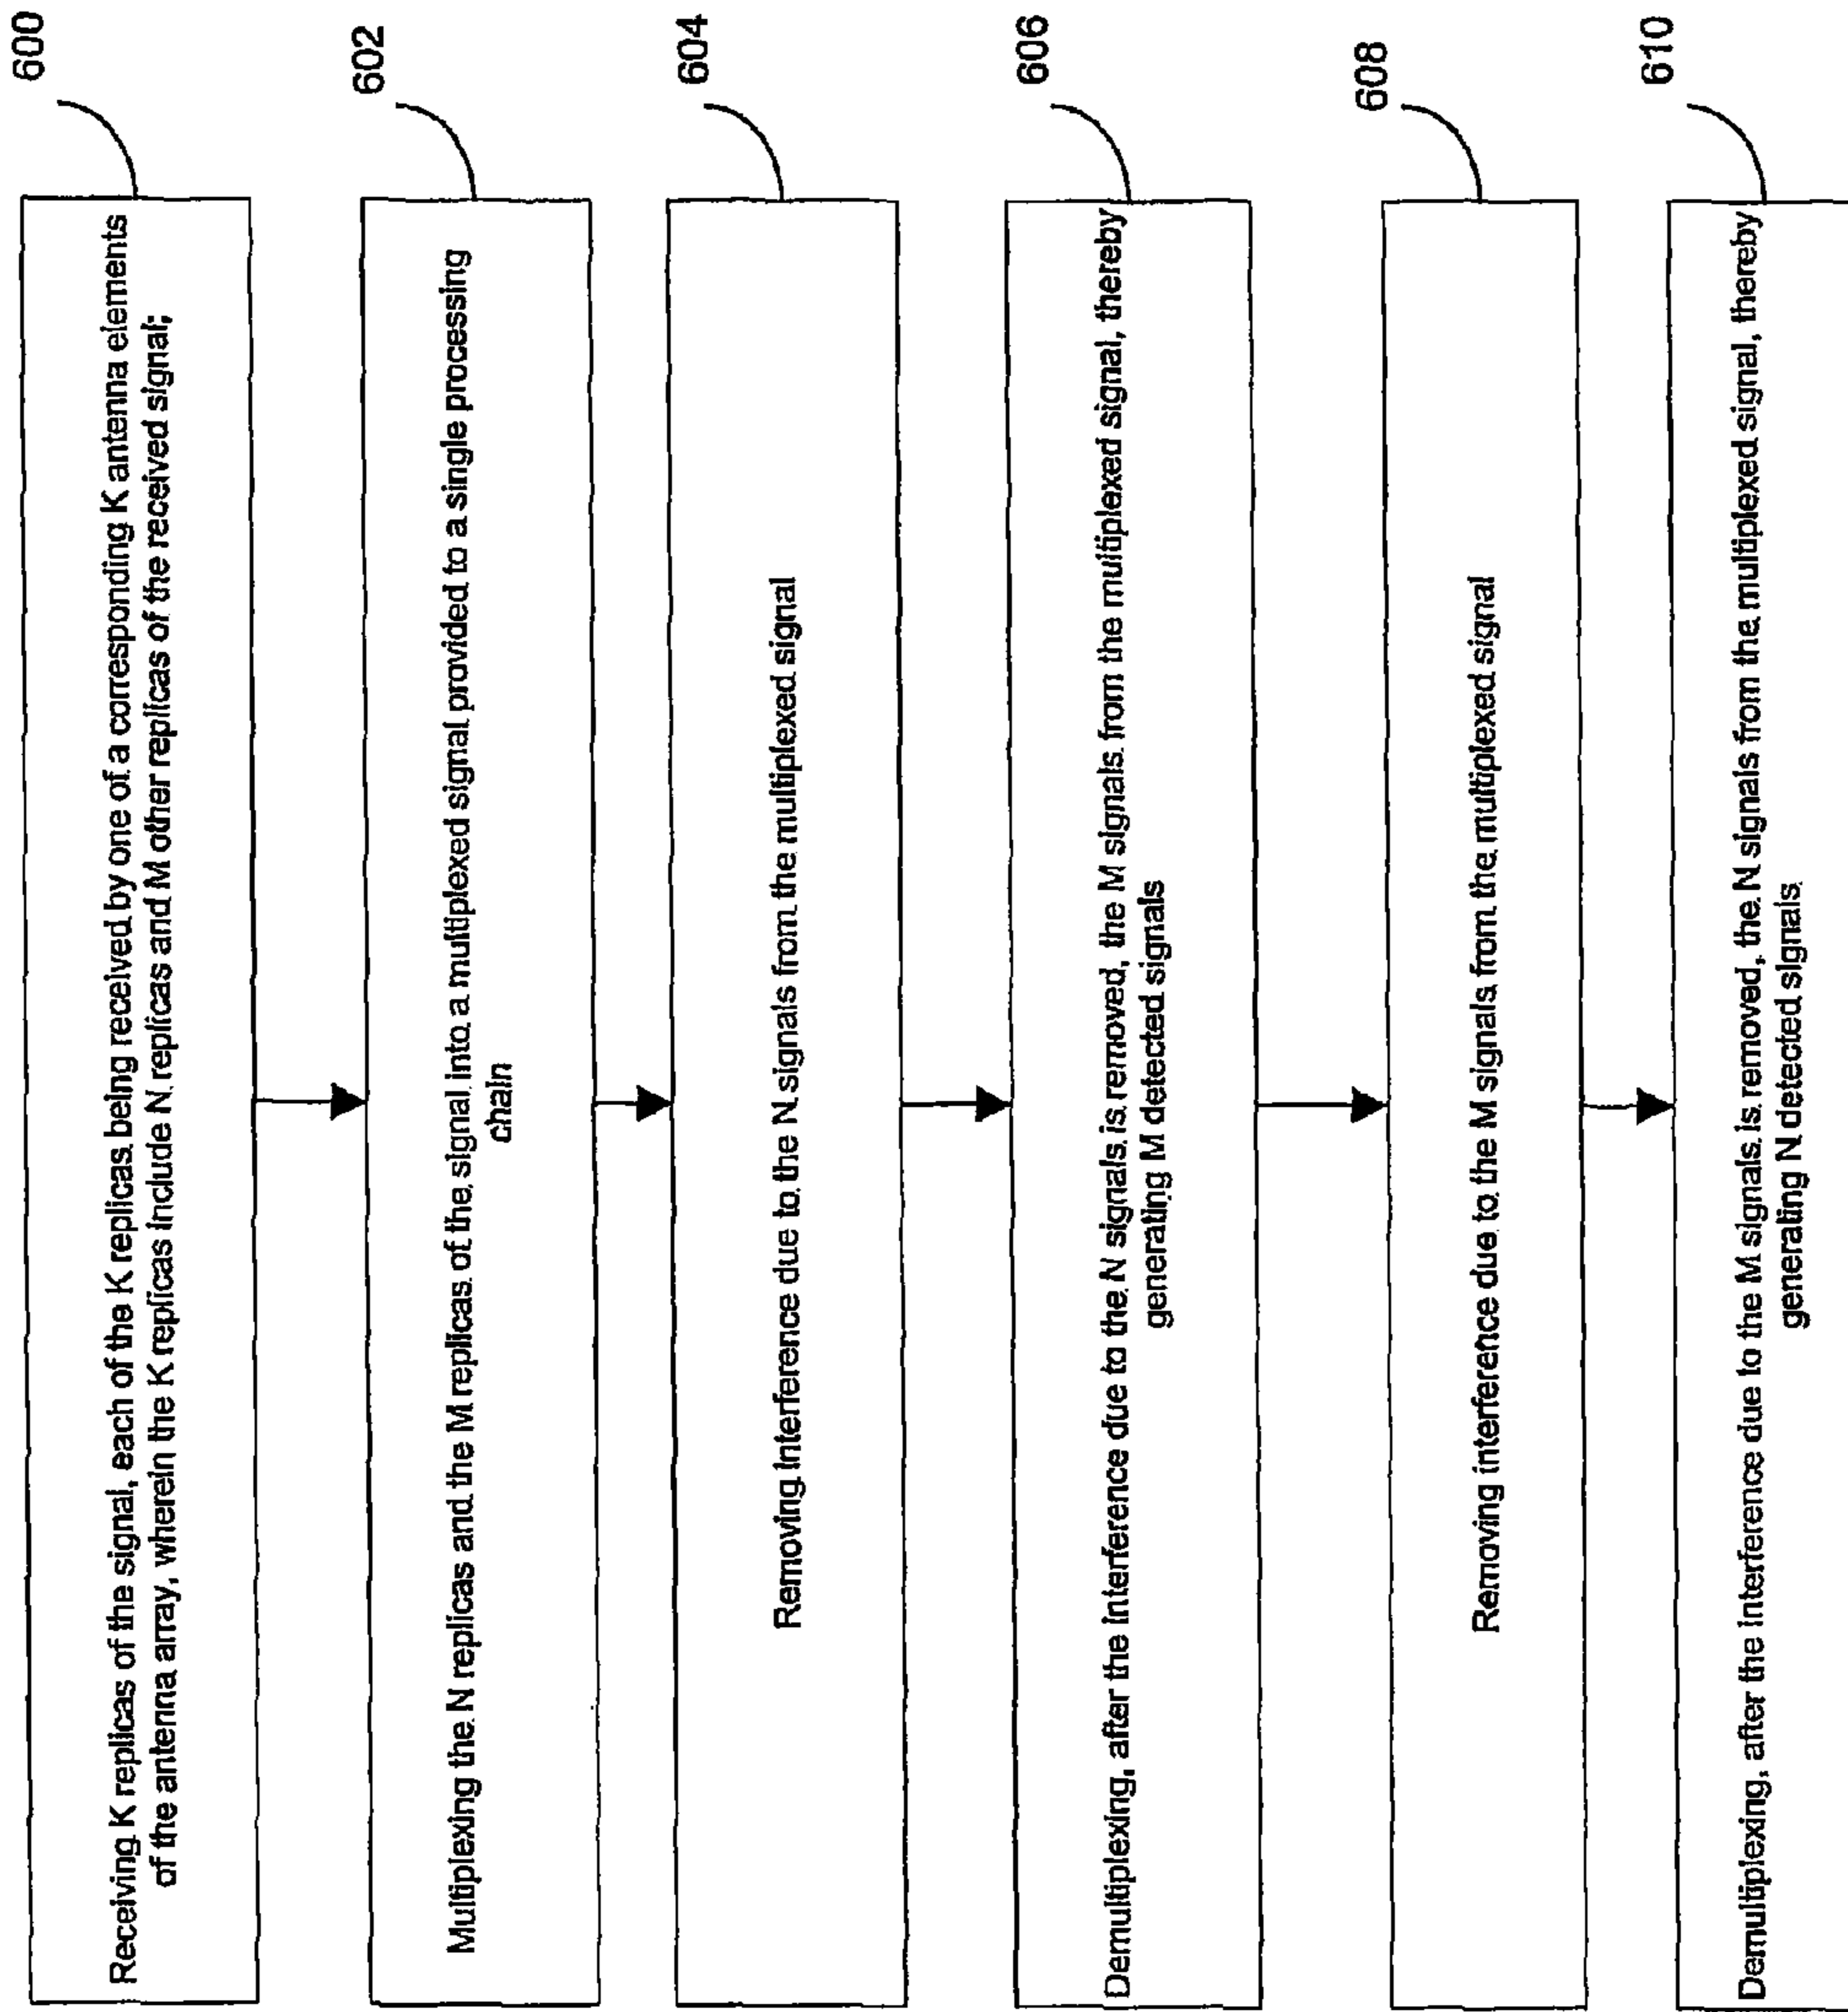 600
Receiving K replicas of the signal, each of the K replicas being received by one of a corresponding K antenna elements
of the antenna array, wherein the K replicas include N replicas and M other replicas of the received signal;
602
Multiplexing the N replicas and the M replicas of the signal into a multiplexed signal provided to a single processing
chain
604
Removing interference due to the N signals from the multiplexed signal
606
Demultiplexing, after the interference due to the N signals is removed, the M signals from the multiplexed signal, thereby
generating M detected signals
608
Removing interference due to the M signals from the multiplexed signal
610
Demultiplexing, after the interference due to the M signals is removed, the N signals from the multiplexed signal, thereby
generating N detected signals